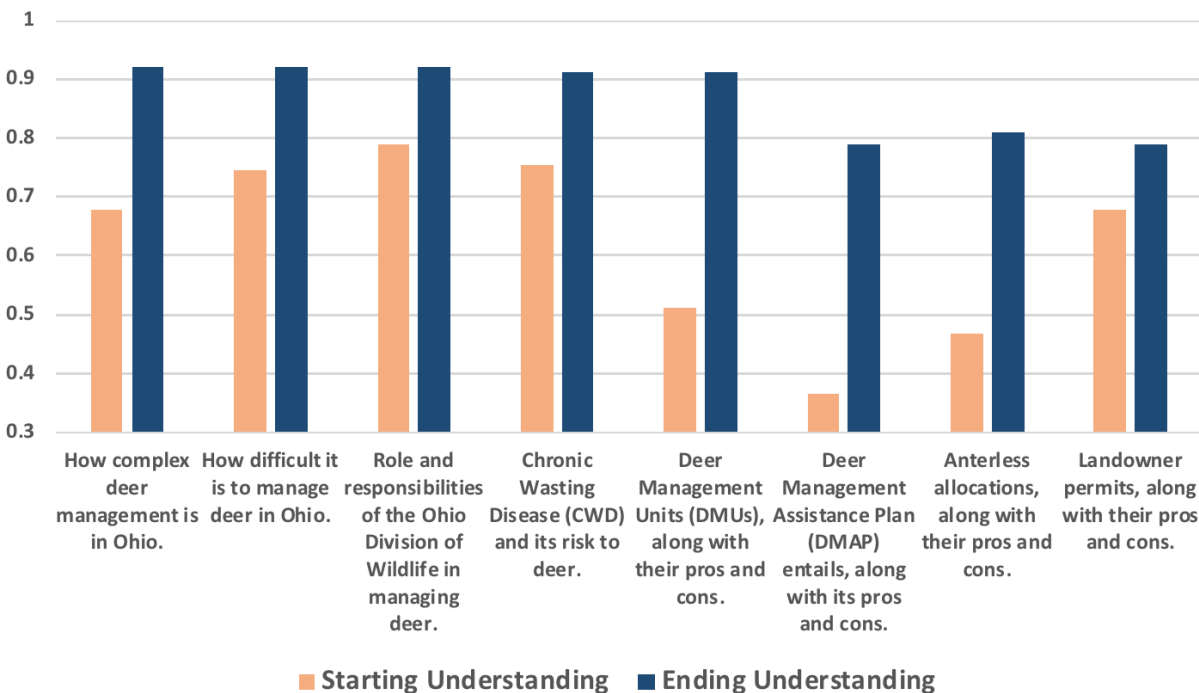 1
0.9
0.8
0.7
0.6
0.5
0.4
0.3
How complex
deer
management is
in Ohio.
How difficult it
is to manage
deer in Ohio.
Role and
responsibilities
of the Ohio
Division of
Wildlife in
managing
deer.
Chronic
Wasting
Disease (CWD)
and its risk to
deer.
Deer
Management
Units (DMUs),
along with
their pros and
cons.
Deer
Management
Assistance Plan
(DMAP)
entails, along
with its pros
and cons.
Anterless
allocations,
along with
their pros and
cons.
Landowner
permits, along
with their pros
and cons.
Starting Understanding
Ending Understanding